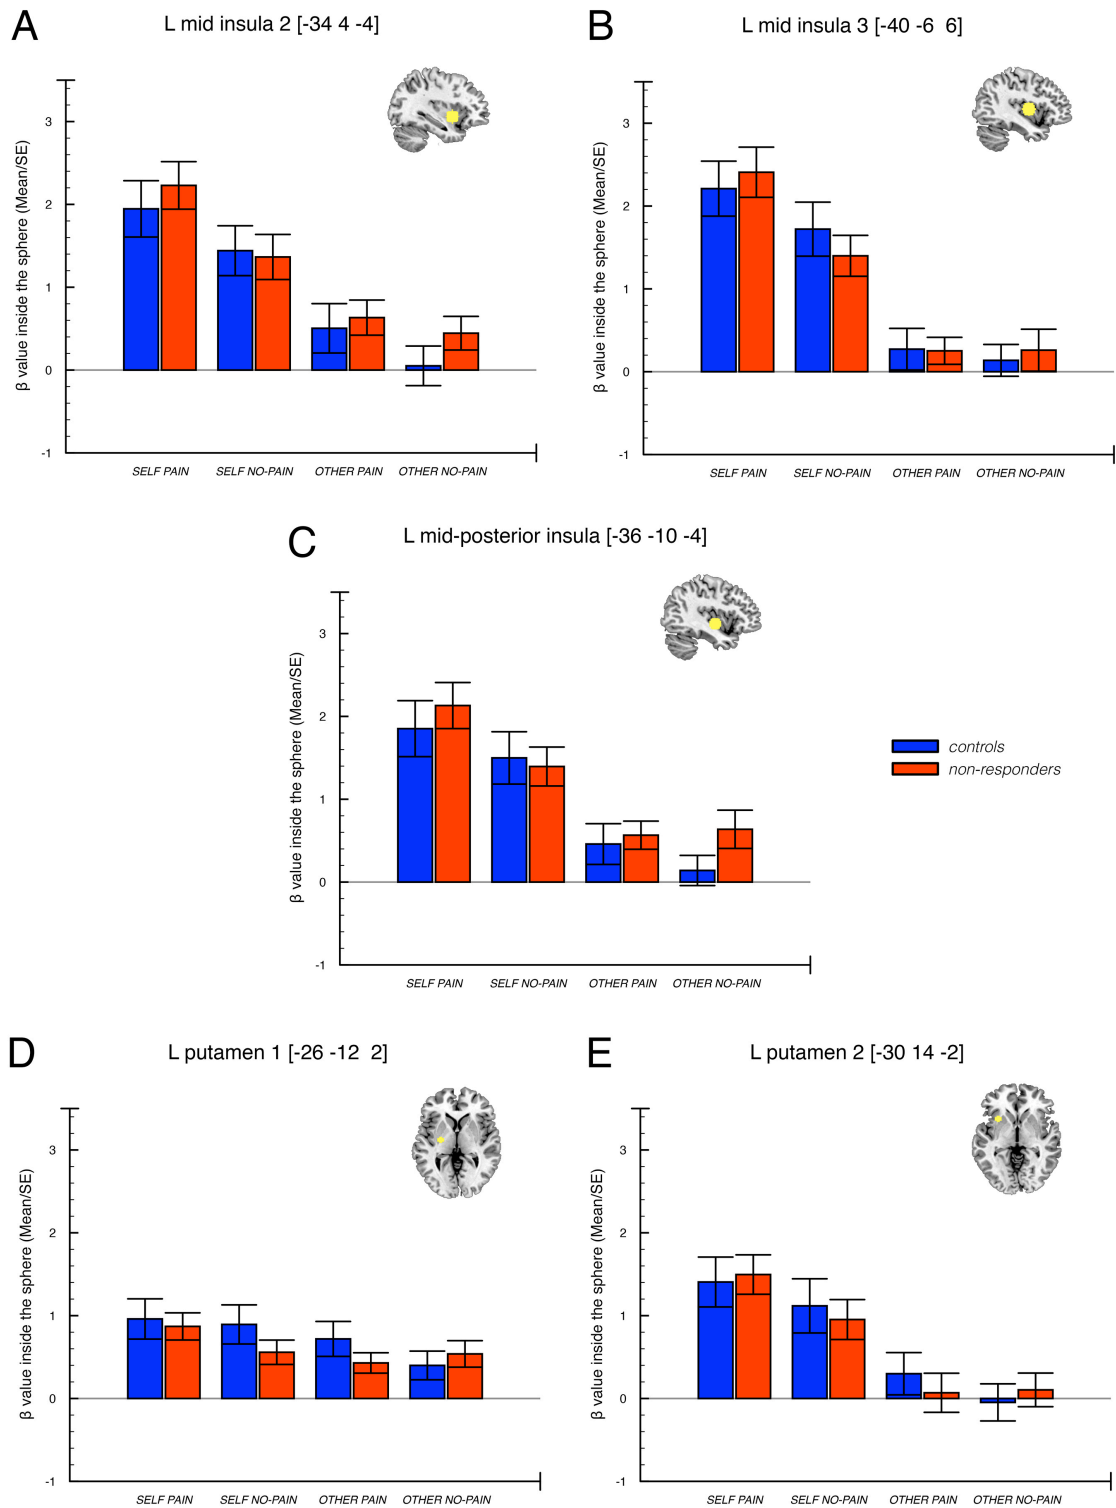 A
L mid insula 2 [-34 4 -4]
β value inside the sphere (Mean/SE)
3
2
1
0
-1
SELF PAIN
SELF NO-PAIN
OTHER PAIN
OTHER NO-PAIN
B
L mid insula 3 [-40 -6 6]
β value inside the sphere (Mean/SE)
3
2
1
0
-1
SELF PAIN
SELF NO-PAIN
OTHER PAIN
OTHER NO-PAIN
C
L mid-posterior insula [-36 -10 -4]
β value inside the sphere (Mean/SE)
3
2
1
0
-1
SELF PAIN
SELF NO-PAIN
OTHER PAIN
OTHER NO-PAIN
controls
non-responders
D
L putamen 1 [-26 -12 2]
β value inside the sphere (Mean/SE)
3
2
1
0
-1
SELF PAIN
SELF NO-PAIN
OTHER PAIN
OTHER NO-PAIN
E
L putamen 2 [-30 14 -2]
β value inside the sphere (Mean/SE)
3
2
1
0
-1
SELF PAIN
SELF NO-PAIN
OTHER PAIN
OTHER NO-PAIN